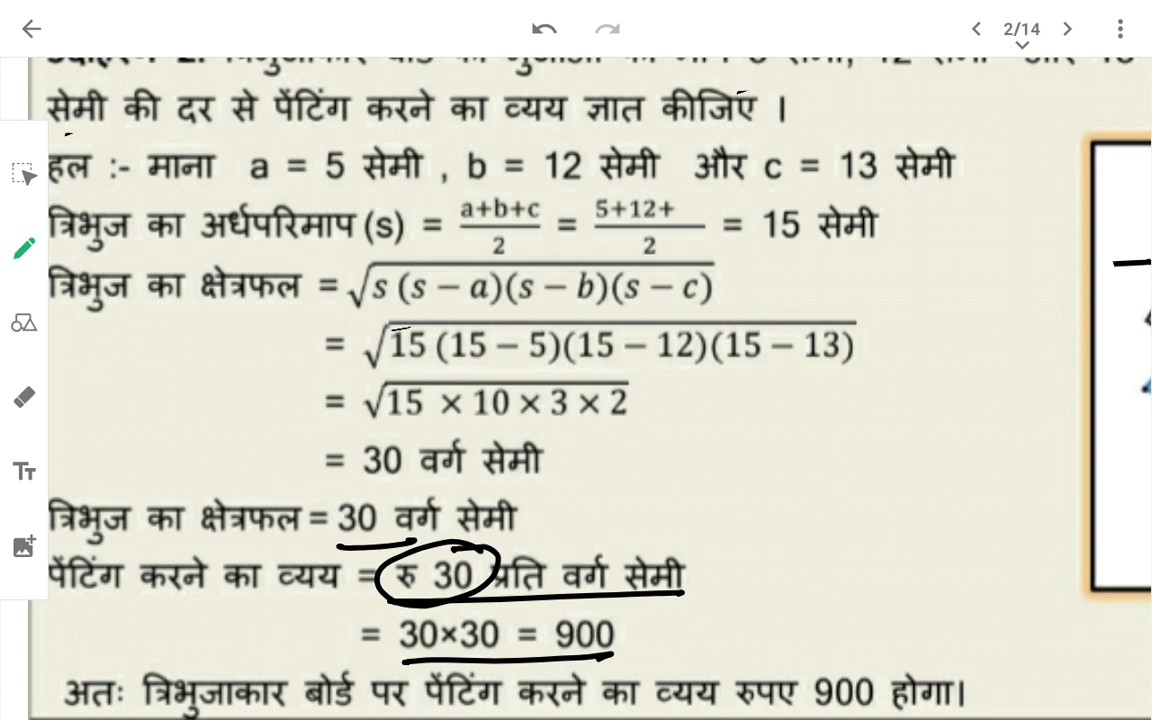 2/14
सेमी की दर से पेंटिंग करने का व्यय ज्ञात कीजिए ।
हल :- माना a = 5 सेमी , b = 12 सेमी और c = 13 सेमी
त्रिभुज का अर्धपरिमाप (s) = a+b+c/2 = 5+12+/2 = 15 सेमी
त्रिभुज का क्षेत्रफल = √s (s − a)(s − b)(s − c)
= √15 (15 − 5)(15 − 12)(15 − 13)
= √15 × 10 × 3 × 2
= 30 वर्ग सेमी
त्रिभुज का क्षेत्रफल = 30 वर्ग सेमी
पेंटिंग करने का व्यय = रु 30 प्रति वर्ग सेमी
= 30×30 = 900
अतः त्रिभुजाकार बोर्ड पर पेंटिंग करने का व्यय रुपए 900 होगा।